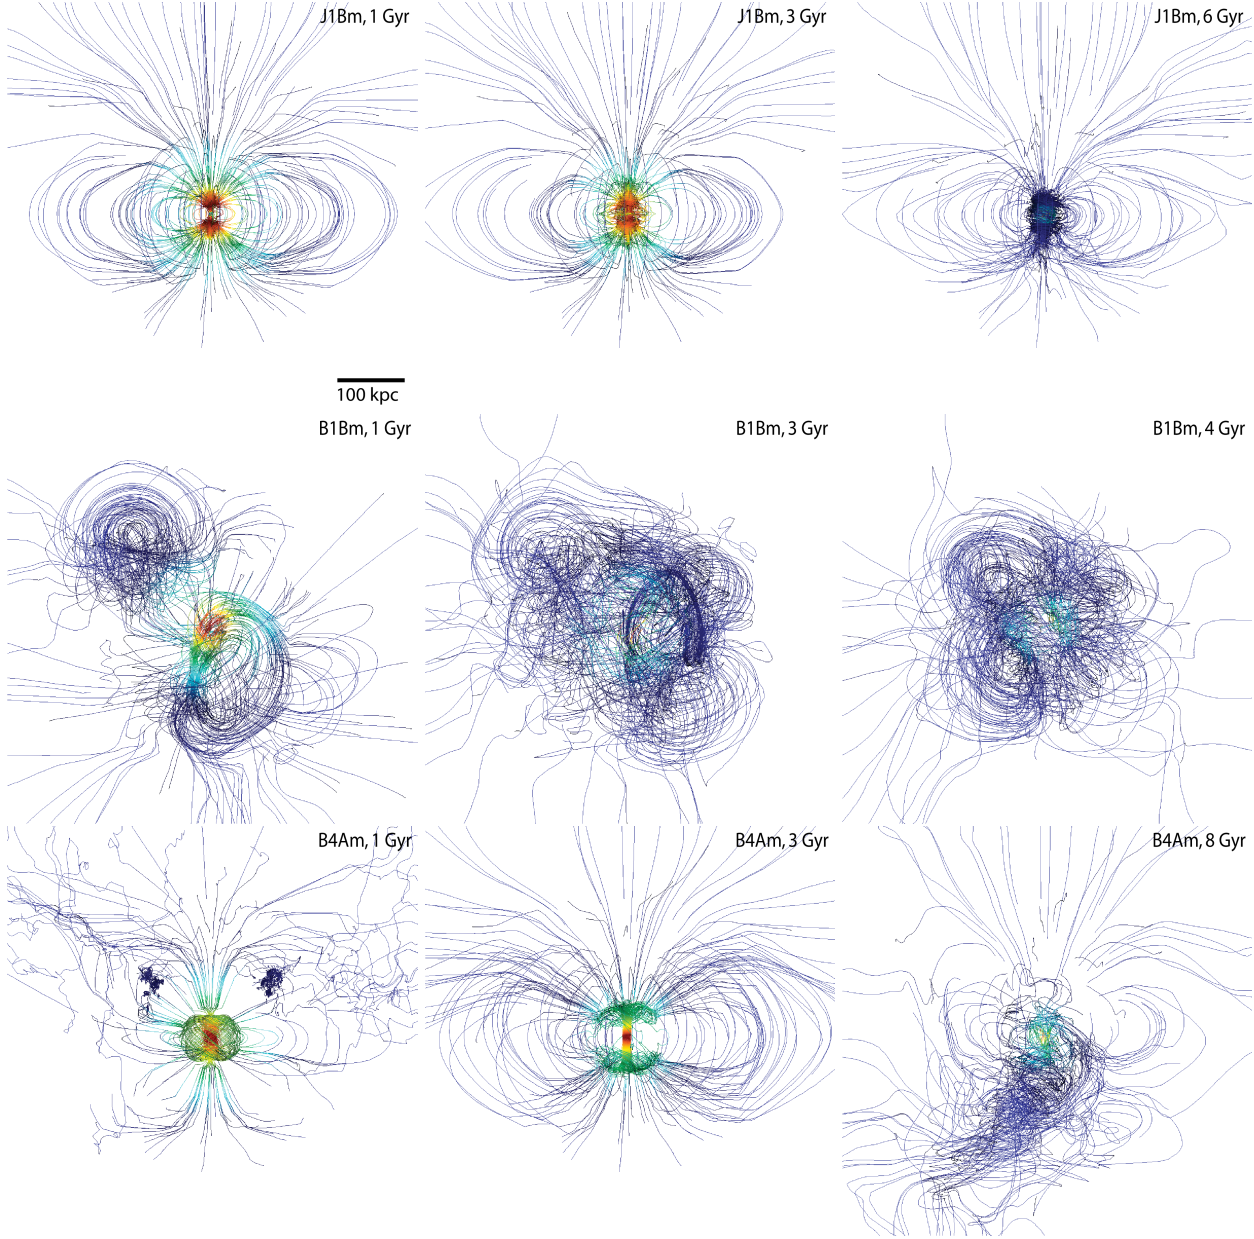 J1Bm, 1 Gyr
J1Bm, 3 Gyr
J1Bm, 6 Gyr
100 kpc
B1Bm, 1 Gyr
B1Bm, 3 Gyr
B1Bm, 4 Gyr
B4Am, 1 Gyr
B4Am, 3 Gyr
B4Am, 8 Gyr